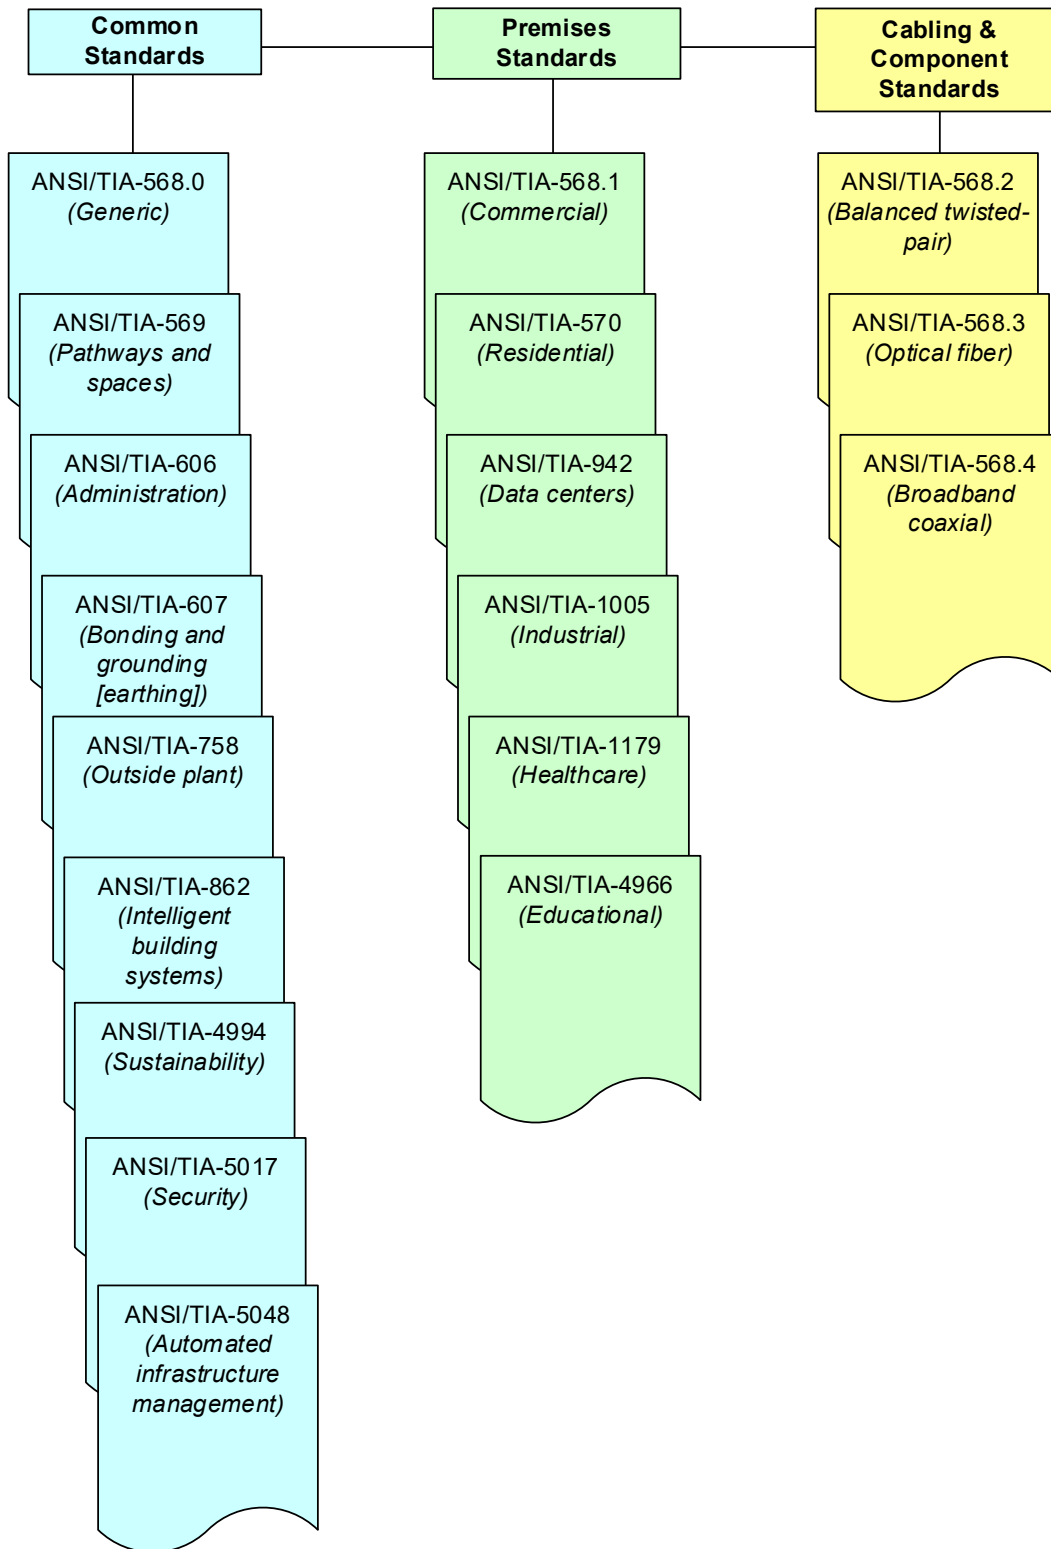 Common
Standards
Premises
Standards
Cabling &
Component
Standards
ANSI/TIA-568.0
(Generic)
ANSI/TIA-569
(Pathways and
spaces)
ANSI/TIA-606
(Administration)
ANSI/TIA-607
(Bonding and
grounding
[earthing])
ANSI/TIA-758
(Outside plant)
ANSI/TIA-862
(Intelligent
building
systems)
ANSI/TIA-4994
(Sustainability)
ANSI/TIA-5017
(Security)
ANSI/TIA-5048
(Automated
infrastructure
management)
ANSI/TIA-568.1
(Commercial)
ANSI/TIA-570
(Residential)
ANSI/TIA-942
(Data centers)
ANSI/TIA-1005
(Industrial)
ANSI/TIA-1179
(Healthcare)
ANSI/TIA-4966
(Educational)
ANSI/TIA-568.2
(Balanced twisted-
pair)
ANSI/TIA-568.3
(Optical fiber)
ANSI/TIA-568.4
(Broadband
coaxial)